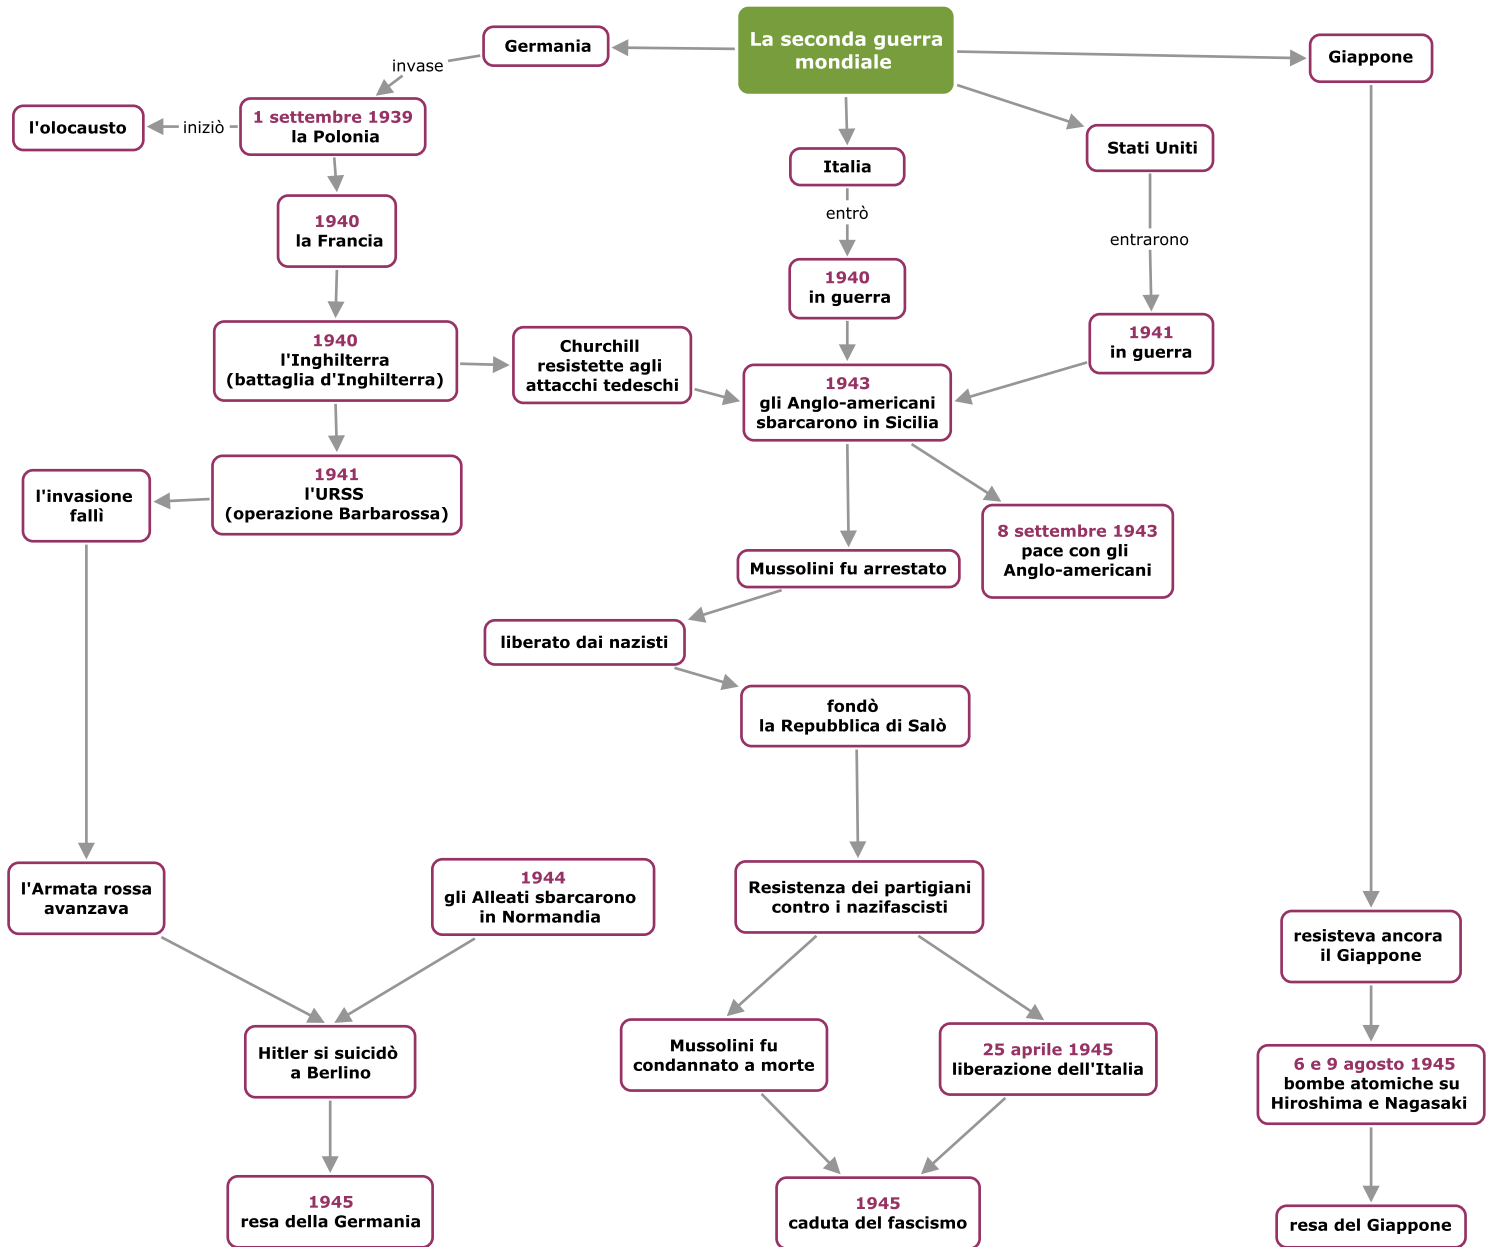 La seconda guerra
mondiale
Germania
Giappone
invase
l'olocausto
iniziò
1 settembre 1939
la Polonia
Italia
Stati Uniti
1940
la Francia
entrò
entrarono
1940
in guerra
1940
l'Inghilterra
(battaglia d'Inghilterra)
Churchill
resistette agli
attacchi tedeschi
1943
gli Anglo-americani
sbarcarono in Sicilia
1941
in guerra
l'invasione
fallì
1941
l'URSS
(operazione Barbarossa)
8 settembre 1943
pace con gli
Anglo-americani
Mussolini fu arrestato
liberato dai nazisti
fondò
la Repubblica di Salò
l'Armata rossa
avanzava
1944
gli Alleati sbarcarono
in Normandia
Resistenza dei partigiani
contro i nazifascisti
resisteva ancora
il Giappone
Hitler si suicidò
a Berlino
Mussolini fu
condannato a morte
25 aprile 1945
liberazione dell'Italia
6 e 9 agosto 1945
bombe atomiche su
Hiroshima e Nagasaki
1945
resa della Germania
1945
caduta del fascismo
resa del Giappone